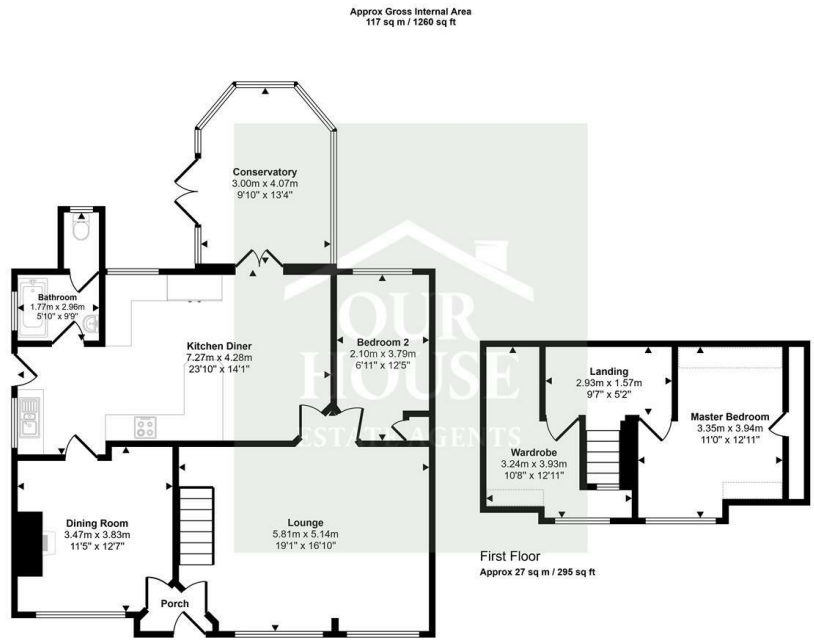 Approx Gross Internal Area
117 sq m / 1260 sq ft
Conservatory
3.00m x 4.07m
9'10" x 13'4"
Bathroom
1.77m x 2.96m
5'10" x 9'9"
Kitchen Diner
7.27m x 4.28m
23'10" x 14'1"
Bedroom 2
2.10m x 3.79m
6'11" x 12'5"
OUR
HOUSE
ESTATE AGENTS
Landing
2.93m x 1.57m
9'7" x 5'2"
Master Bedroom
3.35m x 3.94m
11'0" x 12'11"
Wardrobe
3.24m x 3.93m
10'8" x 12'11"
Dining Room
3.47m x 3.83m
11'5" x 12'7"
Lounge
5.81m x 5.14m
19'1" x 16'10"
Porch
First Floor
Approx 27 sq m / 295 sq ft